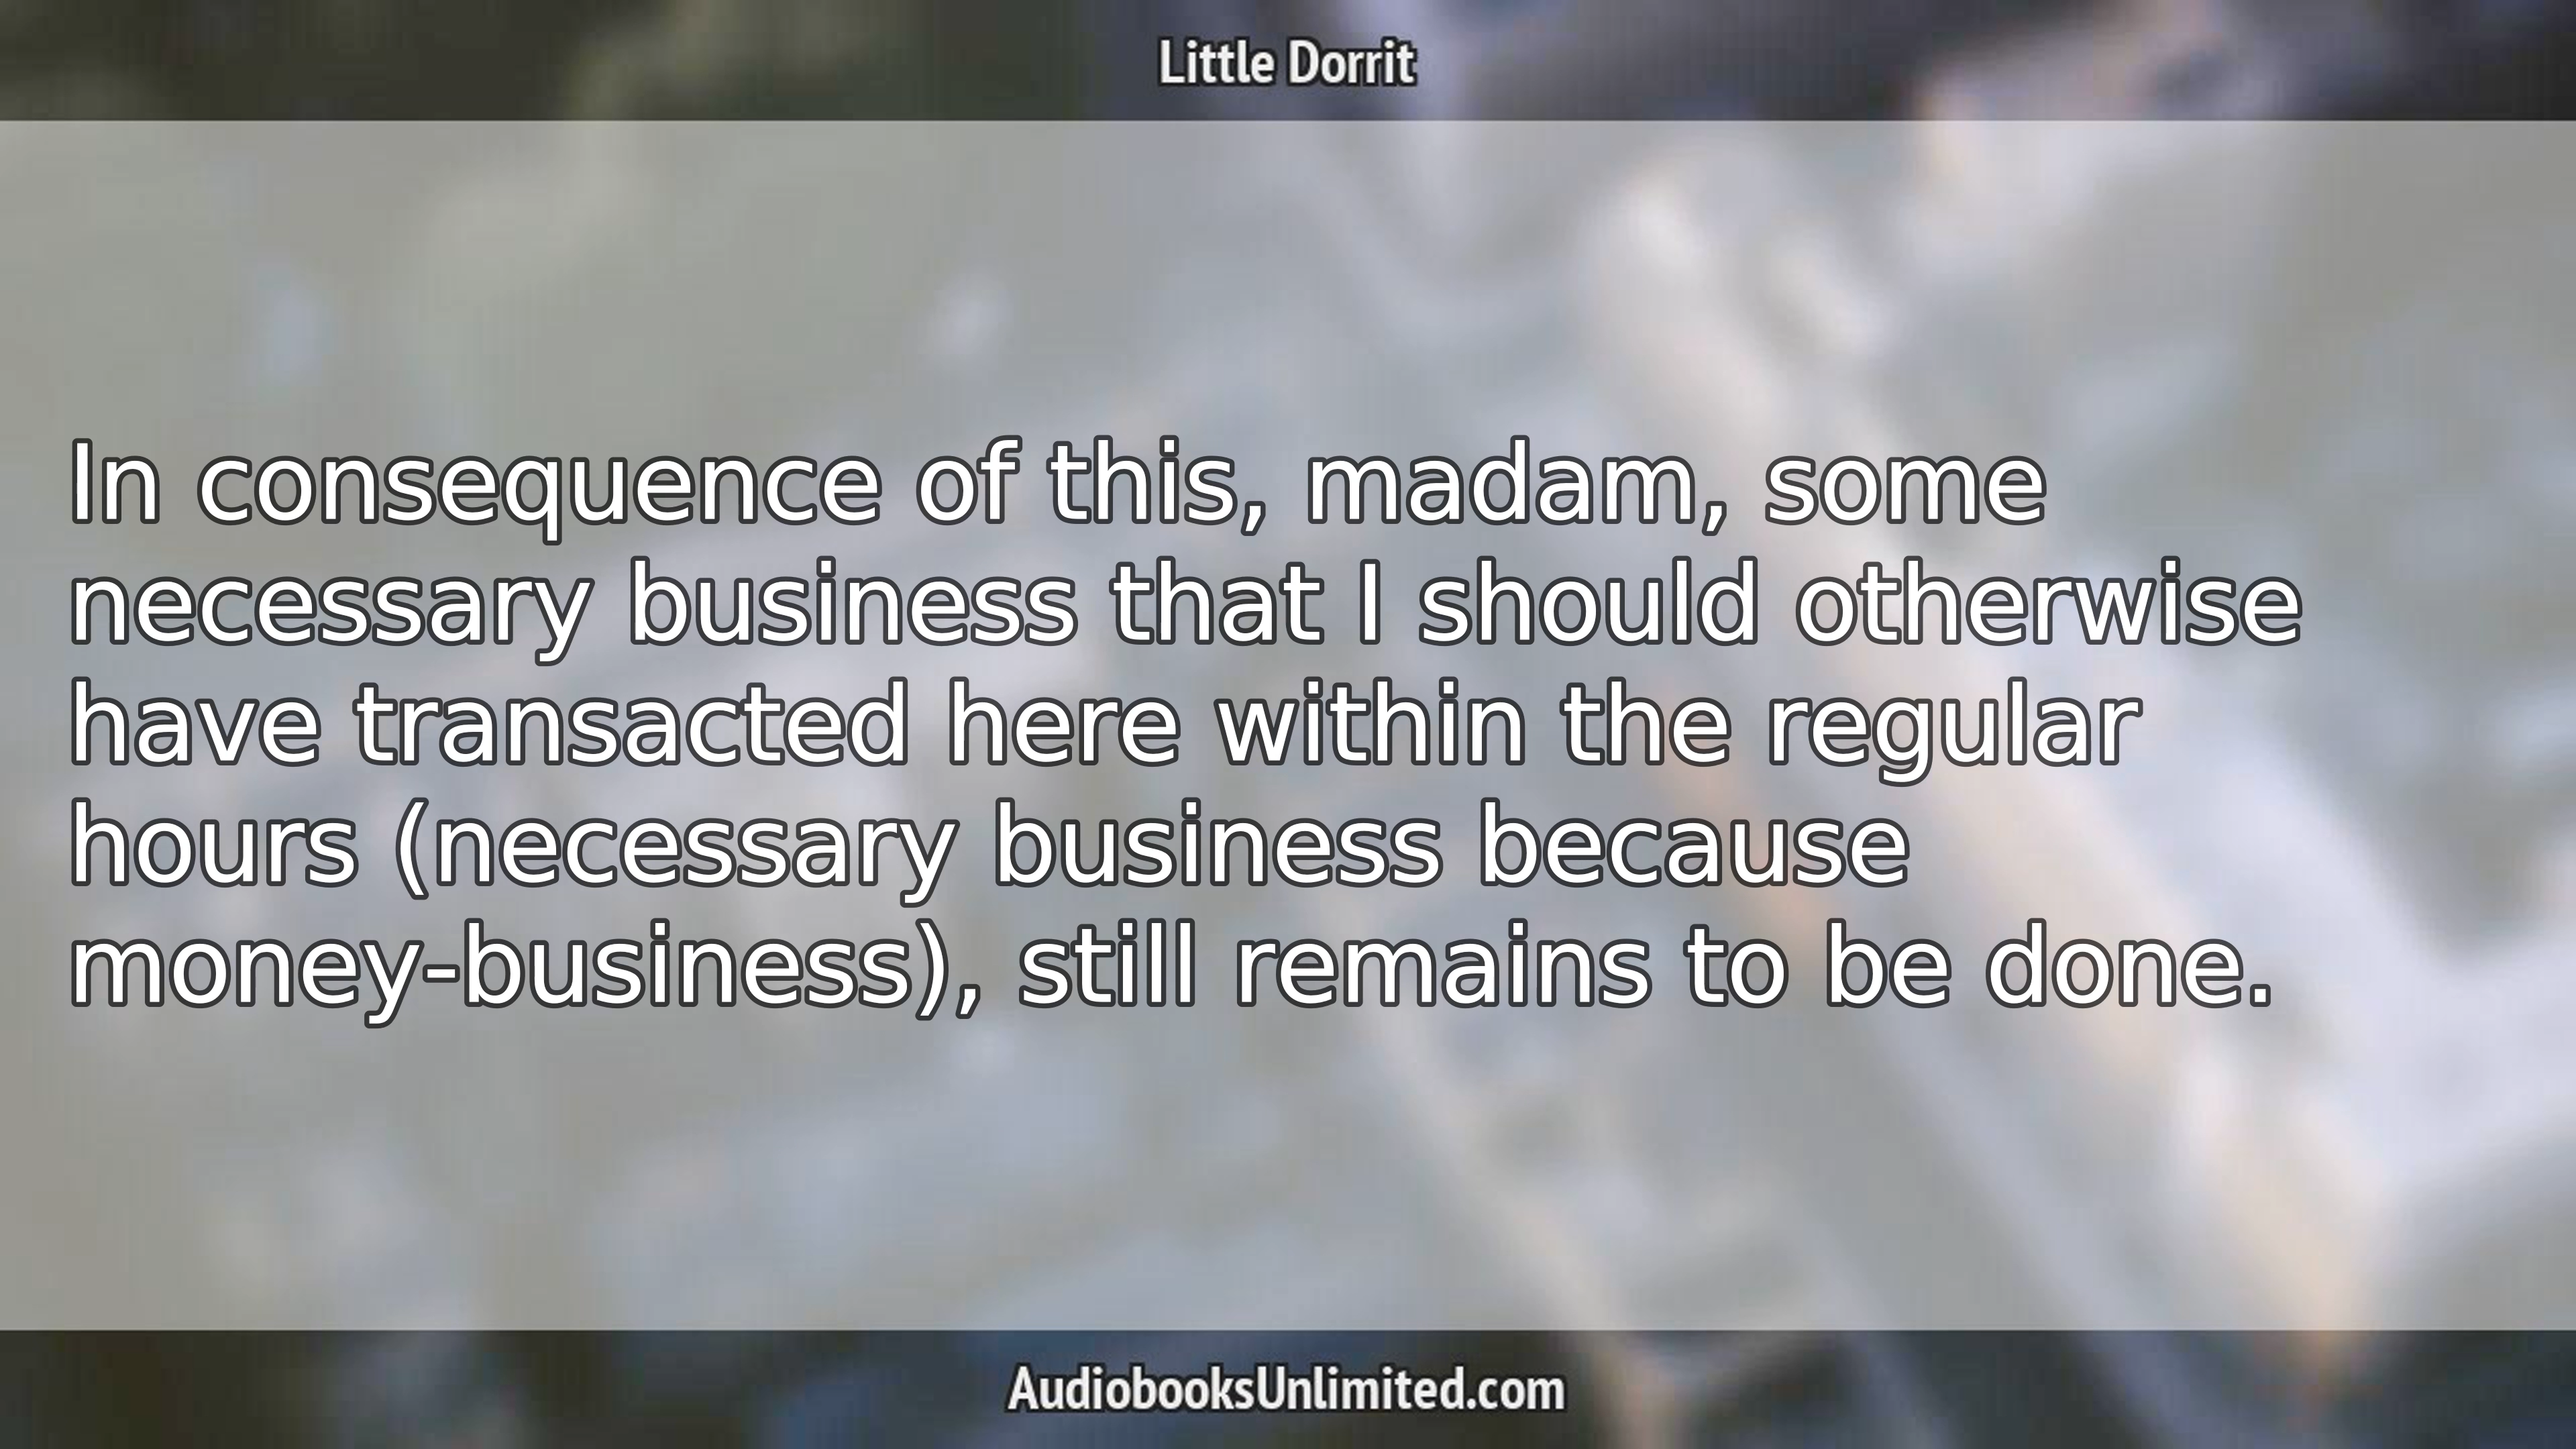 Little Dorrit
In consequence of this, madam, some
necessary business that I should otherwise
have transacted here within the regular
hours (necessary business because
money-business), still remains to be done.
AudiobooksUnlimited.com